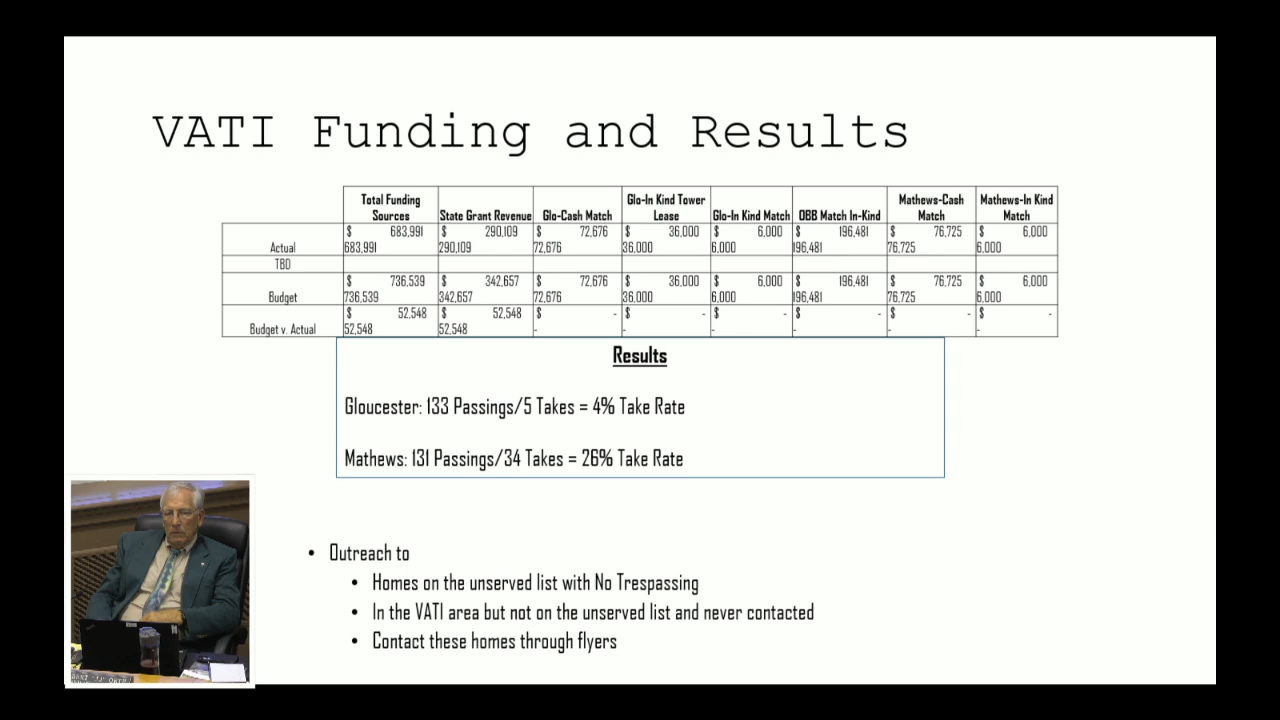 VATI Funding and Results
Total Funding Sources State Grant Revenue Glo-Cash Match Glo-In Kind Tower Lease Glo-In Kind Match OBB Match In-Kind Mathews-Cash Match Mathews-In Kind Match
$ 683,991 $ 290,109 $ 72,676 $ 36,000 $ 6,000 $ 196,481 $ 76,725 $ 6,000
Actual 683,991 290,109 72,676 36,000 6,000 196,481 76,725 6,000
TBD
$ 736,539 $ 342,657 $ 72,676 $ 36,000 $ 6,000 $ 196,481 $ 76,725 $ 6,000
Budget 736,539 342,657 72,676 36,000 6,000 196,481 76,725 6,000
$ 52,548 $ 52,548 $ - $ - $ - $ - $ - $ -
Budget v. Actual 52,548 52,548 - - - - - -
Results
Gloucester: 133 Passings/5 Takes = 4% Take Rate
Mathews: 131 Passings/34 Takes = 26% Take Rate
• Outreach to
• Homes on the unserved list with No Trespassing
• In the VATI area but not on the unserved list and never contacted
• Contact these homes through flyers